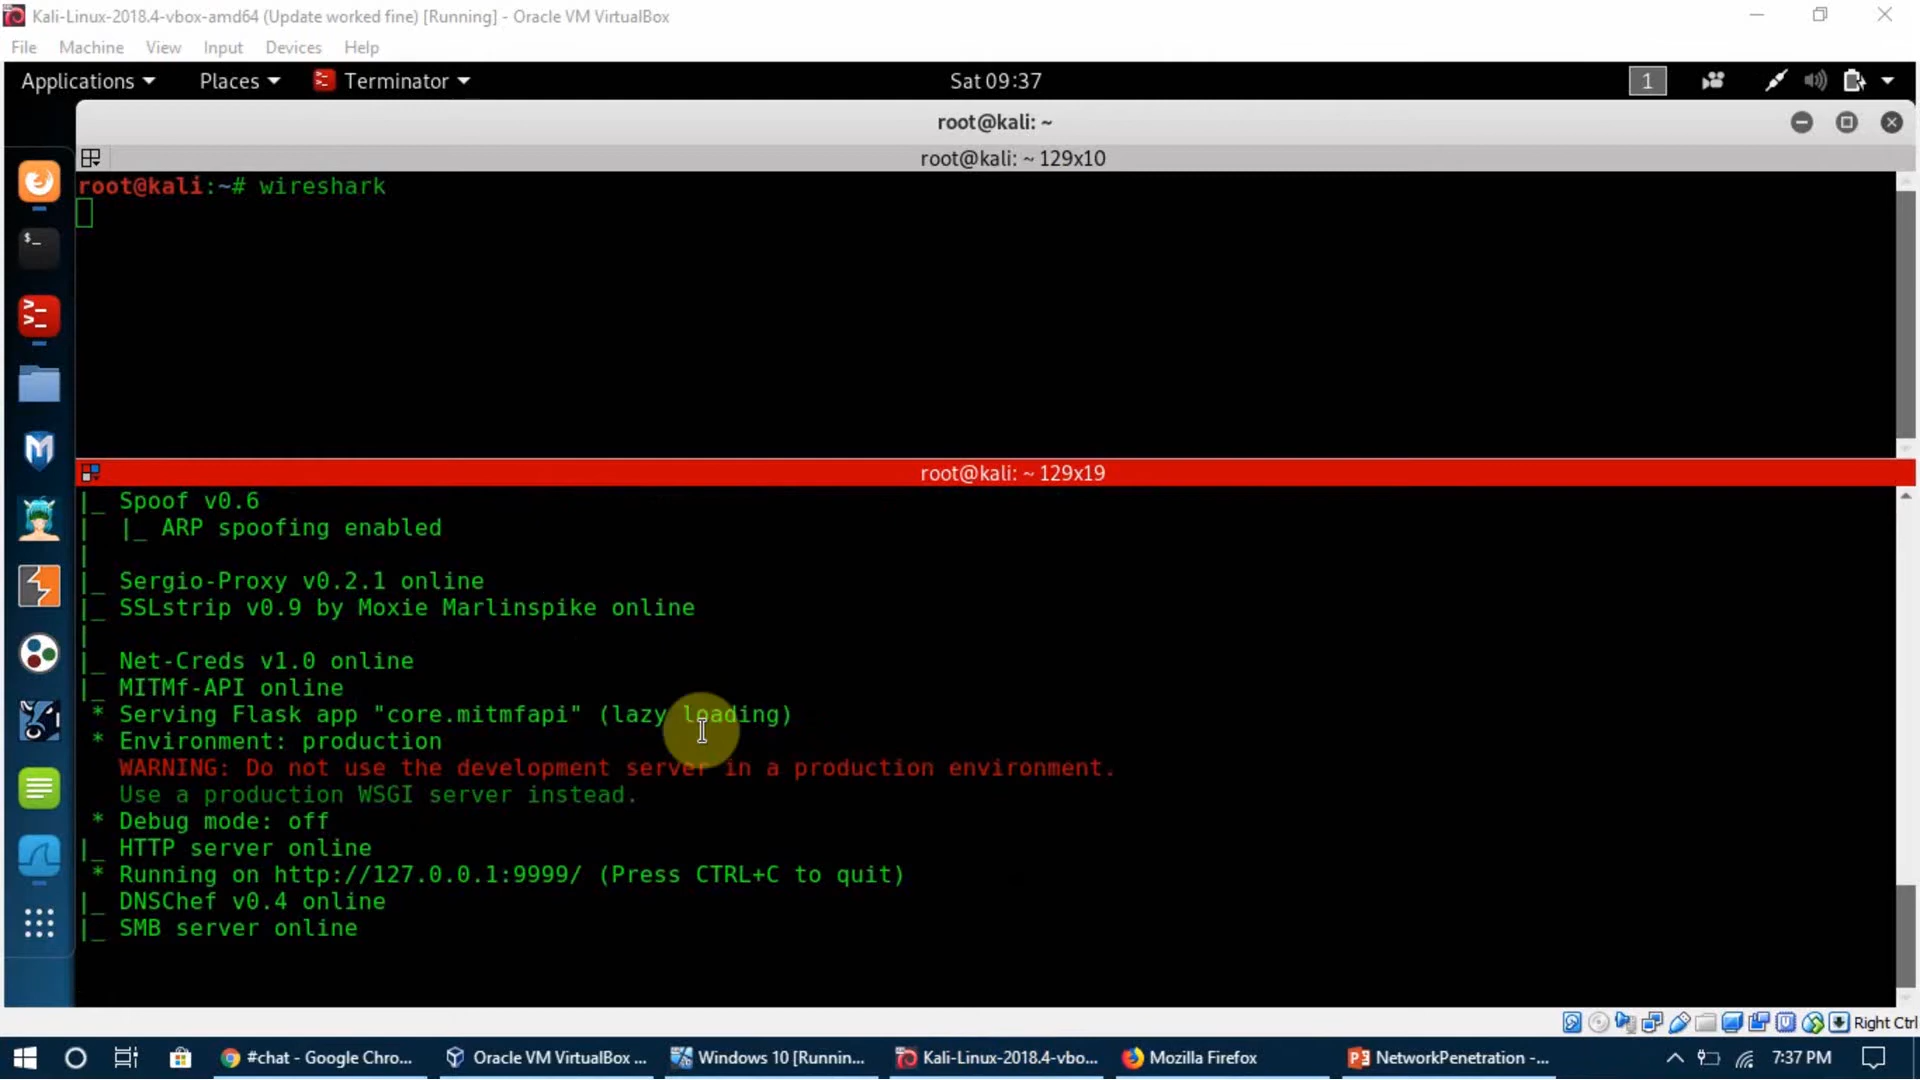 Kali-Linux-2018.4-vbox-amd64 (Update worked fine) [Running] - Oracle VM VirtualBox
File Machine View Input Devices Help
Applications Places Terminator Sat 09:37 1
root@kali: ~
root@kali: ~ 129x10
root@kali:~# wireshark
root@kali: ~ 129x19
|_ Spoof v0.6
|  |_ ARP spoofing enabled
|
|_ Sergio-Proxy v0.2.1 online
|_ SSLstrip v0.9 by Moxie Marlinspike online
|
|_ Net-Creds v1.0 online
|_ MITMf-API online
 * Serving Flask app "core.mitmfapi" (lazy loading)
 * Environment: production
   WARNING: Do not use the development server in a production environment.
   Use a production WSGI server instead.
 * Debug mode: off
|_ HTTP server online
 * Running on http://127.0.0.1:9999/ (Press CTRL+C to quit)
|_ DNSChef v0.4 online
|_ SMB server online
Right Ctrl
#chat - Google Chro... Oracle VM VirtualBox ... Windows 10 [Runnin... Kali-Linux-2018.4-vbo... Mozilla Firefox NetworkPenetration -... 7:37 PM